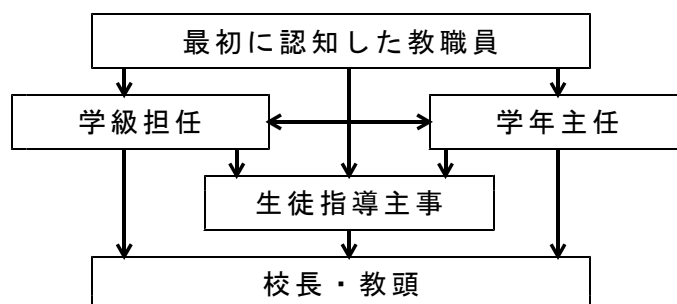 最初に認知した教職員
学級担任
学年主任
生徒指導主事
校長・教頭